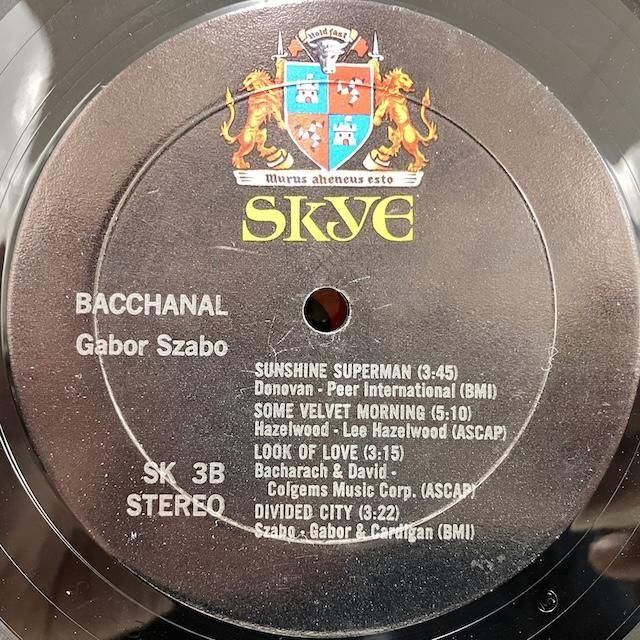 Hold fast
Murus aheneus esto
SKYE
BACCHANAL
Gabor Szabo
SUNSHINE SUPERMAN (3:45)
Donovan - Peer International (BMI)
SOME VELVET MORNING (5:10)
Hazelwood - Lee Hazelwood (ASCAP)
LOOK OF LOVE (3:15)
Bacharach & David -
Colgems Music Corp. (ASCAP)
DIVIDED CITY (3:22)
Szabo - Gabor & Cardigan (BMI)
SK 3B
STEREO